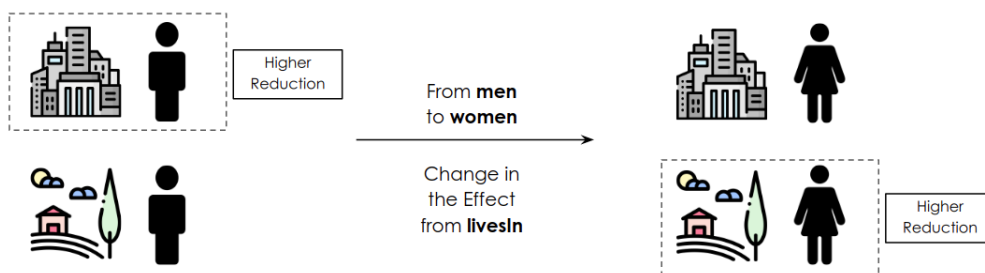 Higher
Reduction
From men
to women
Change in
the Effect
from livesIn
Higher
Reduction